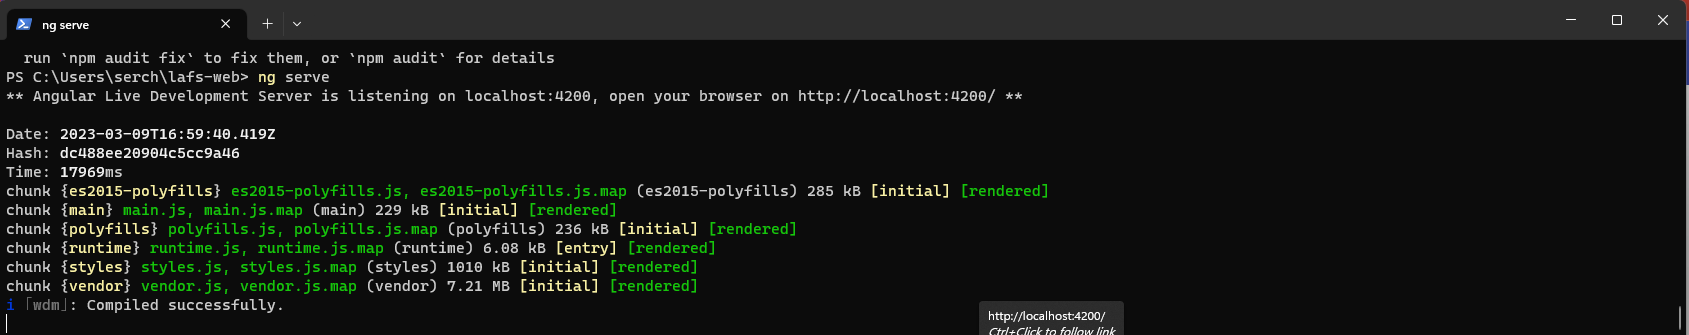 ng serve
run `npm audit fix` to fix them, or `npm audit` for details
PS C:\Users\serch\lafs-web> ng serve
** Angular Live Development Server is listening on localhost:4200, open your browser on http://localhost:4200/ **
Date: 2023-03-09T16:59:40.419Z
Hash: dc488ee20904c5cc9a46
Time: 17969ms
chunk {es2015-polyfills} es2015-polyfills.js, es2015-polyfills.js.map (es2015-polyfills) 285 kB [initial] [rendered]
chunk {main} main.js, main.js.map (main) 229 kB [initial] [rendered]
chunk {polyfills} polyfills.js, polyfills.js.map (polyfills) 236 kB [initial] [rendered]
chunk {runtime} runtime.js, runtime.js.map (runtime) 6.08 kB [entry] [rendered]
chunk {styles} styles.js, styles.js.map (styles) 1010 kB [initial] [rendered]
chunk {vendor} vendor.js, vendor.js.map (vendor) 7.21 MB [initial] [rendered]
i ｢wdm｣: Compiled successfully.
http://localhost:4200/
Ctrl+Click to follow link